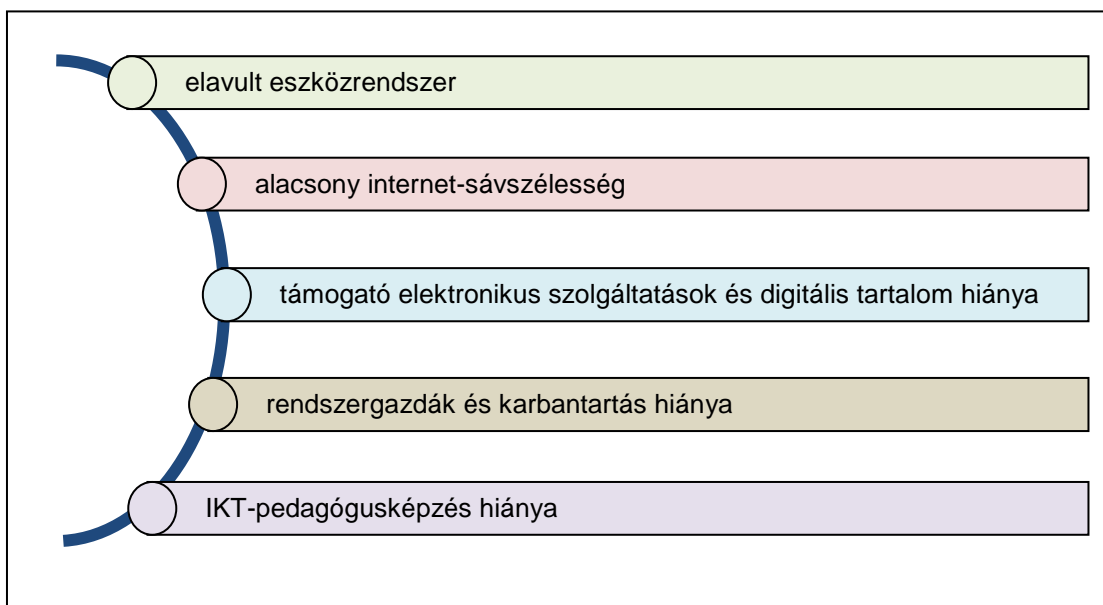 elavult eszközrendszer
alacsony internet-sávszélesség
támogató elektronikus szolgáltatások és digitális tartalom hiánya
rendszergazdák és karbantartás hiánya
IKT-pedagógusképzés hiánya